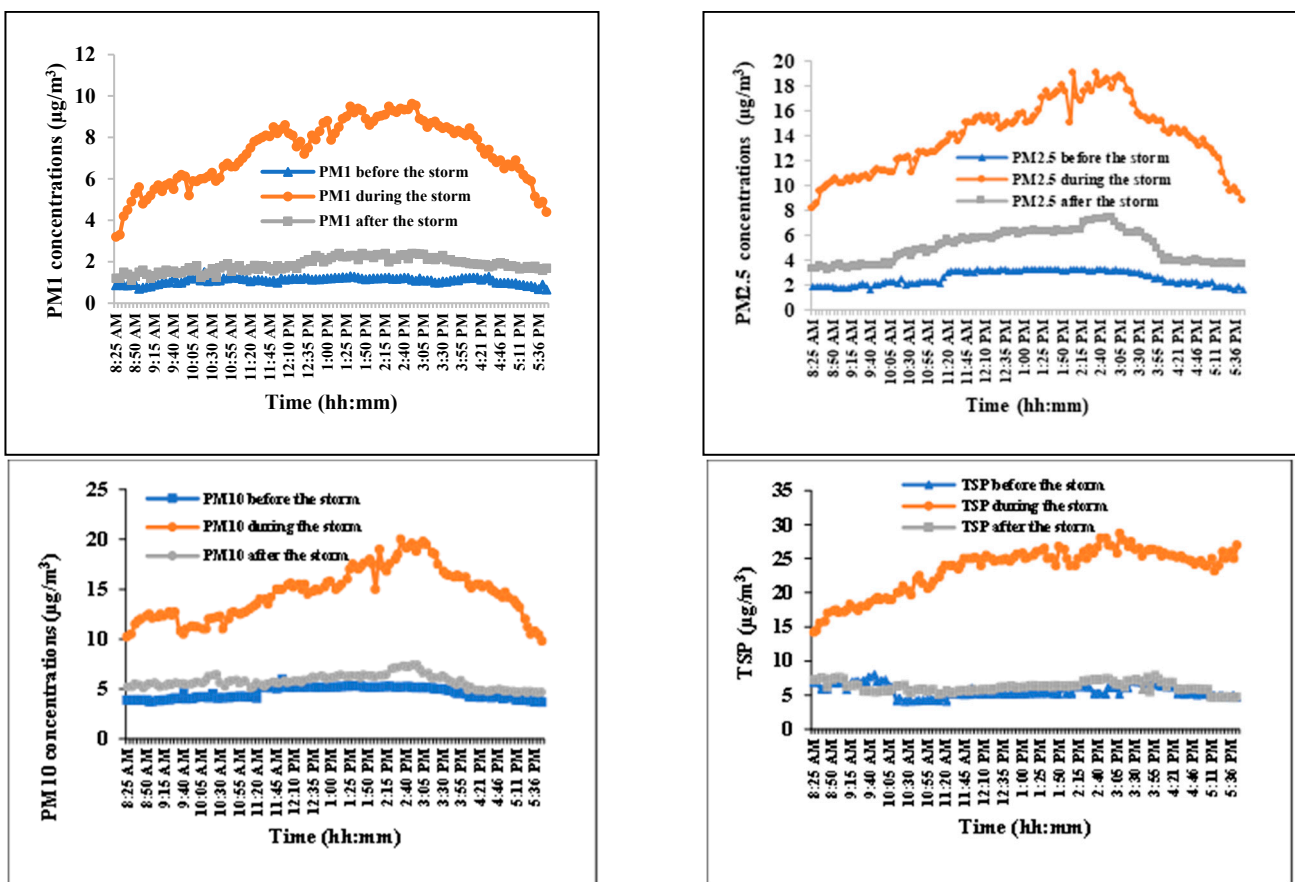 PM1 concentrations (µg/m³)
12
10
8
6
4
2
0
PM1 before the storm
PM1 during the storm
PM1 after the storm
8:25 AM
8:50 AM
9:15 AM
9:40 AM
10:05 AM
10:30 AM
10:55 AM
11:20 AM
11:45 AM
12:10 PM
12:35 PM
1:00 PM
1:25 PM
1:50 PM
2:15 PM
2:40 PM
3:05 PM
3:30 PM
3:55 PM
4:21 PM
4:46 PM
5:11 PM
5:36 PM
Time (hh:mm)
PM2.5 concentrations (µg/m³)
20
18
16
14
12
10
8
6
4
2
0
PM2.5 before the storm
PM2.5 during the storm
PM2.5 after the storm
8:25 AM
8:50 AM
9:15 AM
9:40 AM
10:05 AM
10:30 AM
10:55 AM
11:20 AM
11:45 AM
12:10 PM
12:35 PM
1:00 PM
1:25 PM
1:50 PM
2:15 PM
2:40 PM
3:05 PM
3:30 PM
3:55 PM
4:21 PM
4:46 PM
5:11 PM
5:36 PM
Time (hh:mm)
PM10 concentrations (µg/m³)
25
20
15
10
5
0
PM10 before the storm
PM10 during the storm
PM10 after the storm
8:25 AM
8:50 AM
9:15 AM
9:40 AM
10:05 AM
10:30 AM
10:55 AM
11:20 AM
11:45 AM
12:10 PM
12:35 PM
1:00 PM
1:25 PM
1:50 PM
2:15 PM
2:40 PM
3:05 PM
3:30 PM
3:55 PM
4:21 PM
4:46 PM
5:11 PM
5:36 PM
Time (hh:mm)
TSP (µg/m³)
35
30
25
20
15
10
5
0
TSP before the storm
TSP during the storm
TSP after the storm
8:25 AM
8:50 AM
9:15 AM
9:40 AM
10:05 AM
10:30 AM
10:55 AM
11:20 AM
11:45 AM
12:10 PM
12:35 PM
1:00 PM
1:25 PM
1:50 PM
2:15 PM
2:40 PM
3:05 PM
3:30 PM
3:55 PM
4:21 PM
4:46 PM
5:11 PM
5:36 PM
Time (hh:mm)